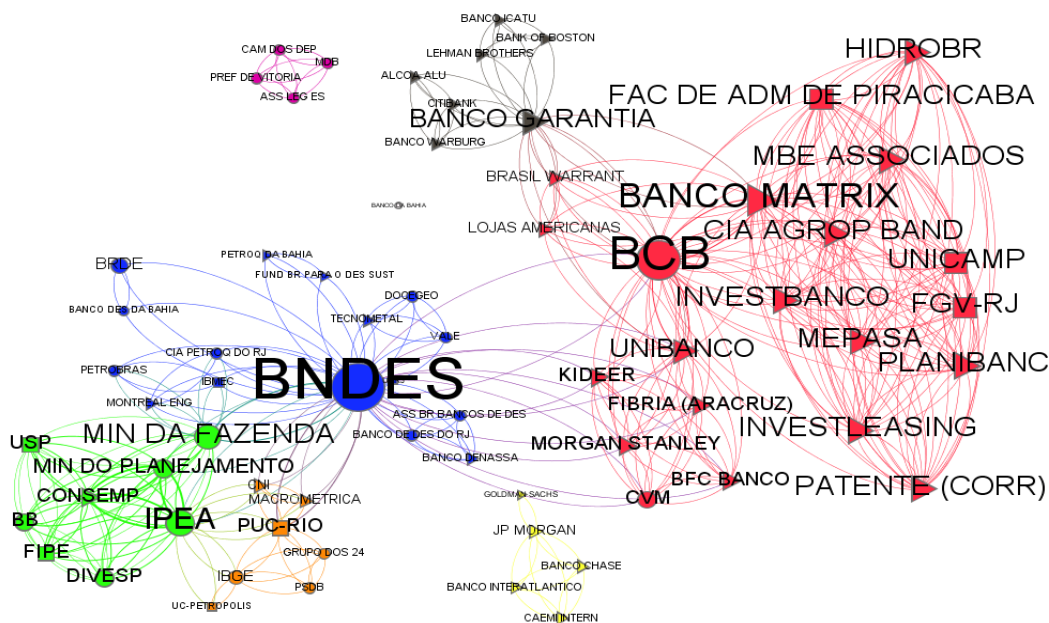 BANCO ICATU
BANK OF BOSTON
CAM DOS DEP
MDB
LEHMAN BROTHERS
HIDROBR
PREF DE VITORIA
ALCOA ALU
ASS LEG ES
CITIBANK
FAC DE ADM DE PIRACICABA
BANCO GARANTIA
BANCO WARBURG
MBE ASSOCIADOS
BRASIL WARRANT
BANCO MATRIX
BANCO DA BAHIA
LOJAS AMERICANAS
CIA AGROP BAND
BCB
UNICAMP
PETROQ DA BAHIA
BRDE
FUND BR PARA O DES SUST
DOCEGEO
INVESTBANCO
FGV-RJ
BANCO DES DA BAHIA
TECNOMETAL
VALE
UNIBANCO
MEPASA
CIA PETROQ DO RJ
PETROBRAS
IBMEC
BNDES
KIDEER
PLANIBANC
MONTREAL ENG
ASS BR BANCOS DE DES
FIBRIA (ARACRUZ)
MIN DA FAZENDA
BANCO DE DES DO RJ
INVESTLEASING
USP
MORGAN STANLEY
MIN DO PLANEJAMENTO
BANCO DENASSA
CNI
BFC BANCO
PATENTE (CORR)
CONSEMP
MACROMETRICA
GOLDMAN SACHS
CVM
BB
IPEA
PUC-RIO
JP MORGAN
FIPE
GRUPO DOS 24
BANCO CHASE
DIVESP
IBGE
PSDB
BANCO INTERATLANTICO
UC-PETROPOLIS
CAEMI INTERN